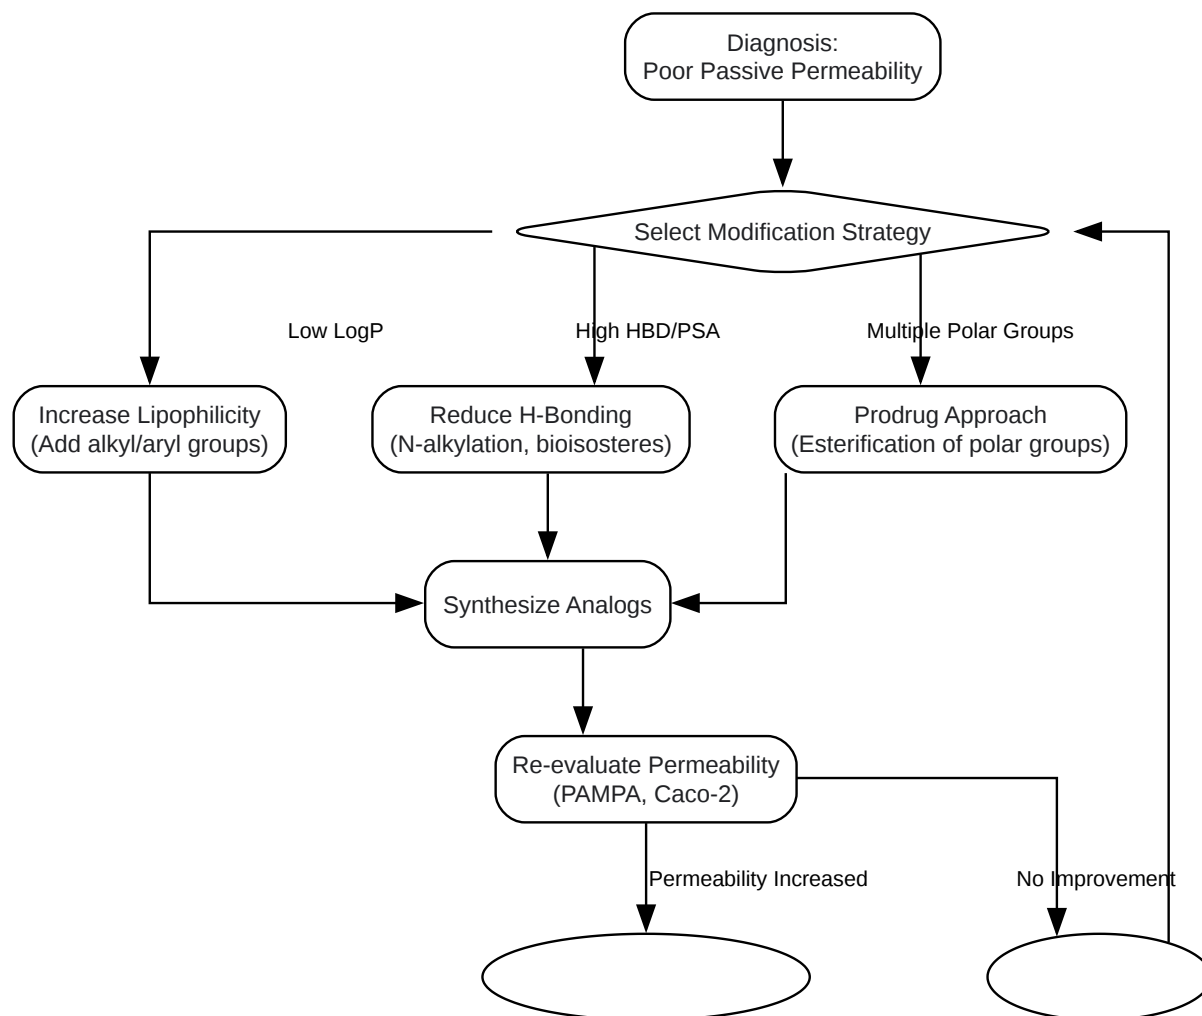 Diagnosis:
Poor Passive Permeability
Select Modification Strategy
Low LogP
High HBD/PSA
Multiple Polar Groups
Increase Lipophilicity
(Add alkyl/aryl groups)
Reduce H-Bonding
(N-alkylation, bioisosteres)
Prodrug Approach
(Esterification of polar groups)
Synthesize Analogs
Re-evaluate Permeability
(PAMPA, Caco-2)
Permeability Increased
No Improvement